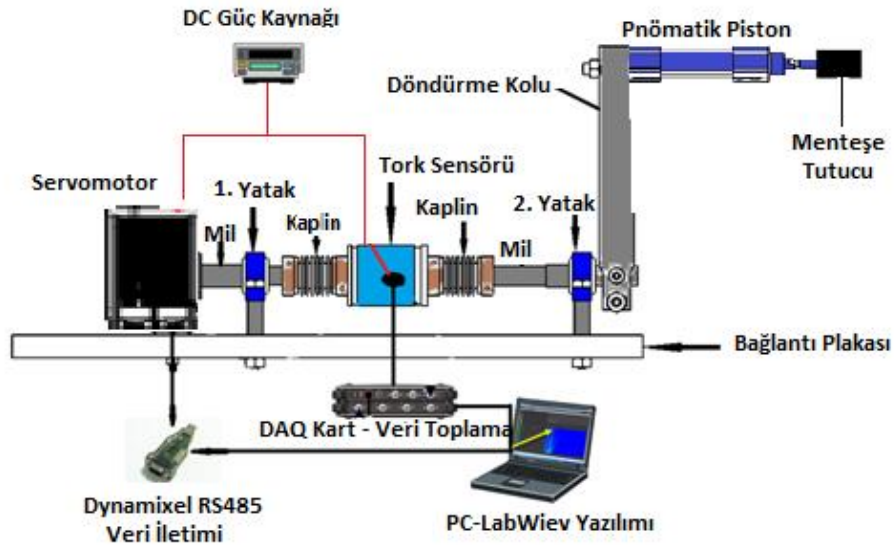 DC Güç Kaynağı
Pnömatik Piston
Döndürme Kolu
Menteşe
Tutucu
Tork Sensörü
Servomotor
1. Yatak
Kaplin
Kaplin
2. Yatak
Mil
Mil
Bağlantı Plakası
DAQ Kart - Veri Toplama
Dynamixel RS485
Veri İletimi
PC-LabWiev Yazılımı